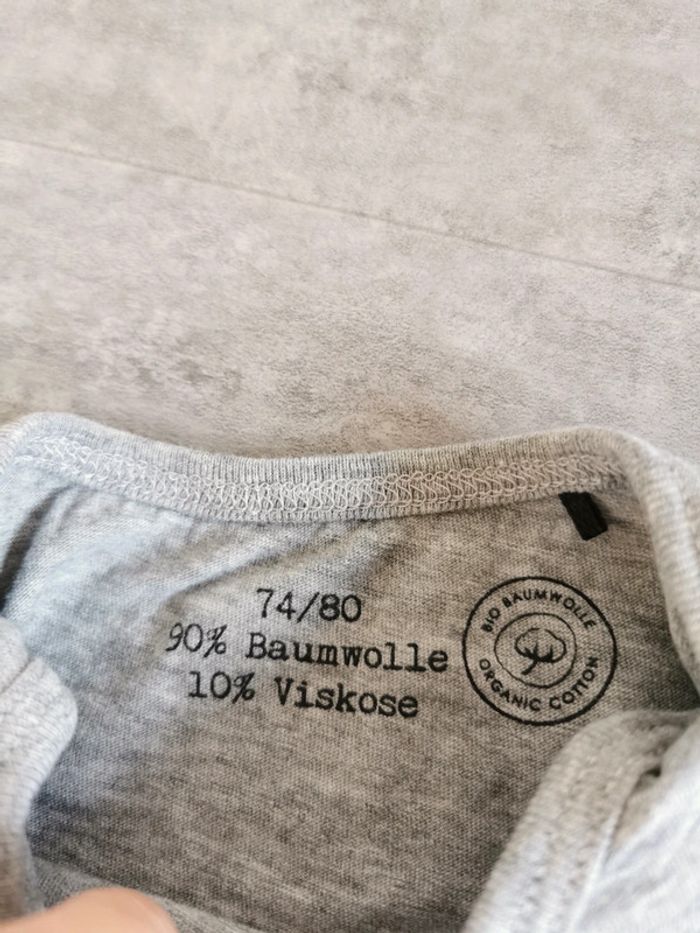 74/80
90% Baumwolle
10% Viskose
BIO BAUMWOLLE
ORGANIC COTTON